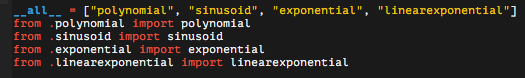 __all__ = ["polynomial", "sinusoid", "exponential", "linearexponential"]
from .polynomial import polynomial
from .sinusoid import sinusoid
from .exponential import exponential
from .linearexponential import linearexponential